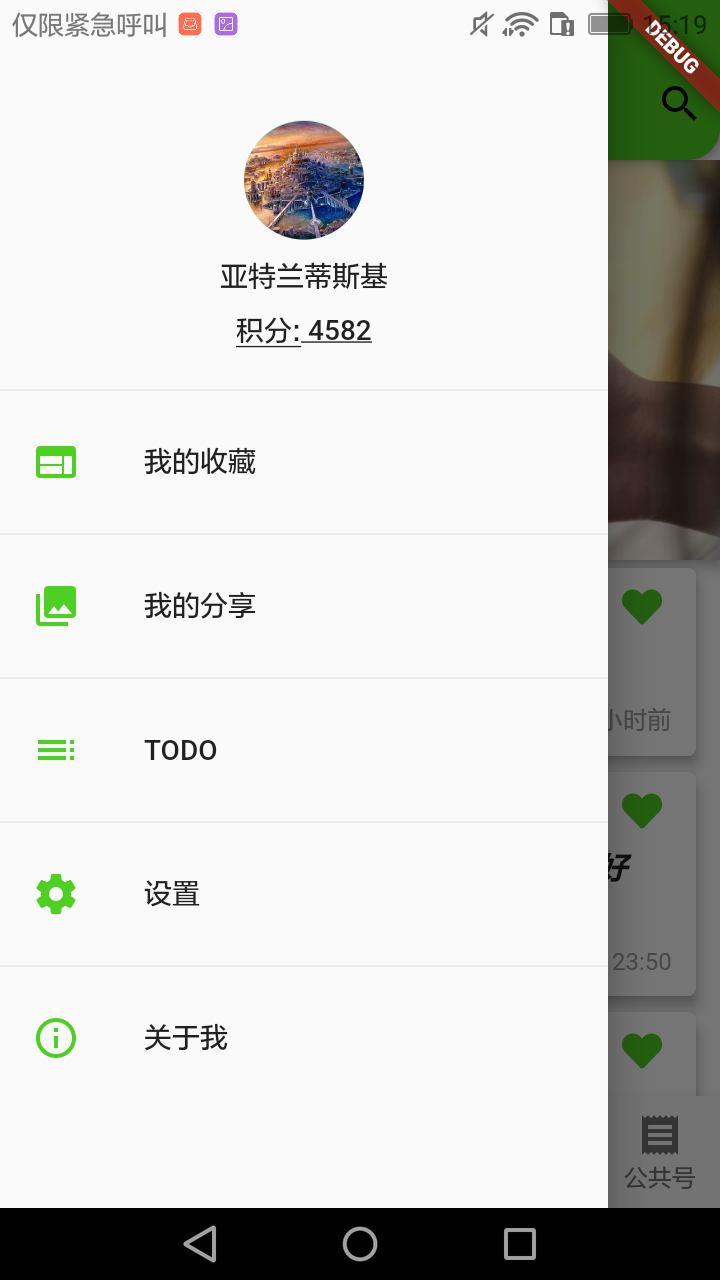 仅限紧急呼叫
15:19
DEBUG
亚特兰蒂斯基
积分: 4582
我的收藏
我的分享
小时前
TODO
好
设置
23:50
关于我
公共号